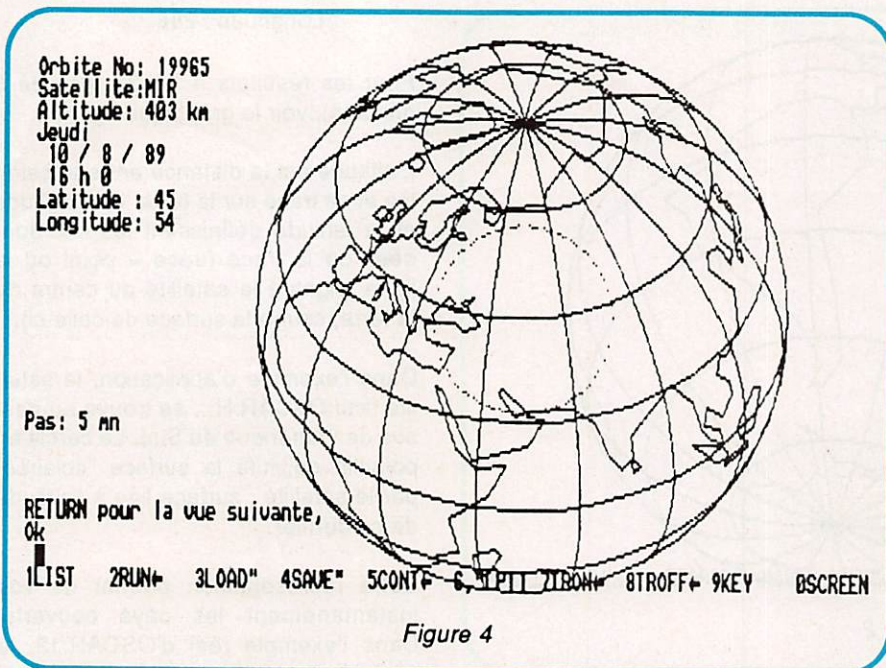 Orbite No: 19965
Satellite:MIR
Altitude: 403 km
Jeudi
10 / 8 / 89
16 h 0
Latitude : 45
Longitude: 54
Pas: 5 mn
RETURN pour la vue suivante,
Ok
1LIST 2RUN← 3LOAD" 4SAVE" 5CONT← 6,"LPT1 7TRON← 8TROFF← 9KEY 0SCREEN
Figure 4